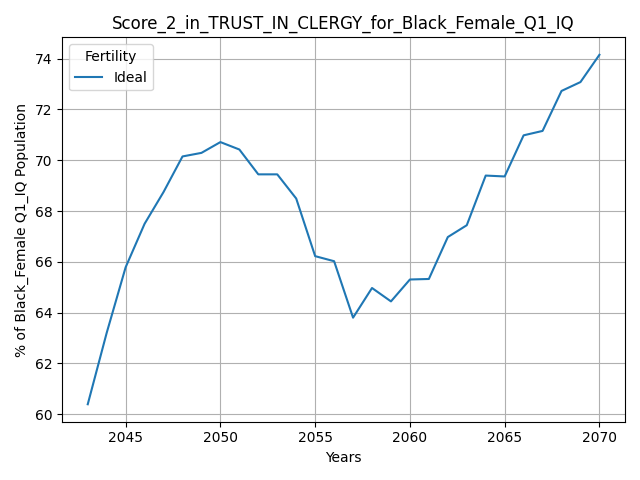 Score_2_in_TRUST_IN_CLERGY_for_Black_Female_Q1_IQ
Fertility
Ideal
% of Black_Female Q1_IQ Population
74
72
70
68
66
64
62
60
2045 2050 2055 2060 2065 2070
Years